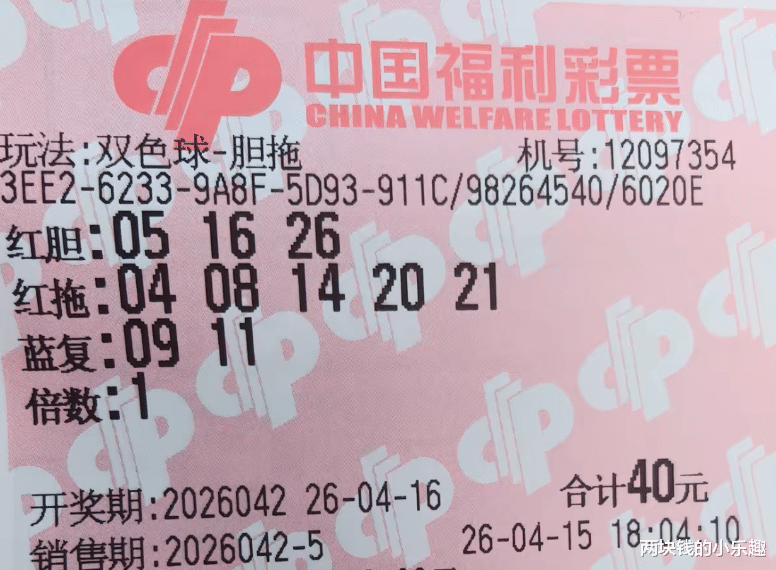 中国福利彩票
CHINA WELFARE LOTTERY
玩法:双色球-胆拖 机号:12097354
3EE2-6233-9A8F-5D93-911C/98264540/6020E
红胆:05 16 26
红拖:04 08 14 20 21
蓝复:09 11
倍数:1
开奖期:2026042 26-04-16 合计40元
销售期:2026042-5 26-04-15 18:04:10
两块钱的小乐趣